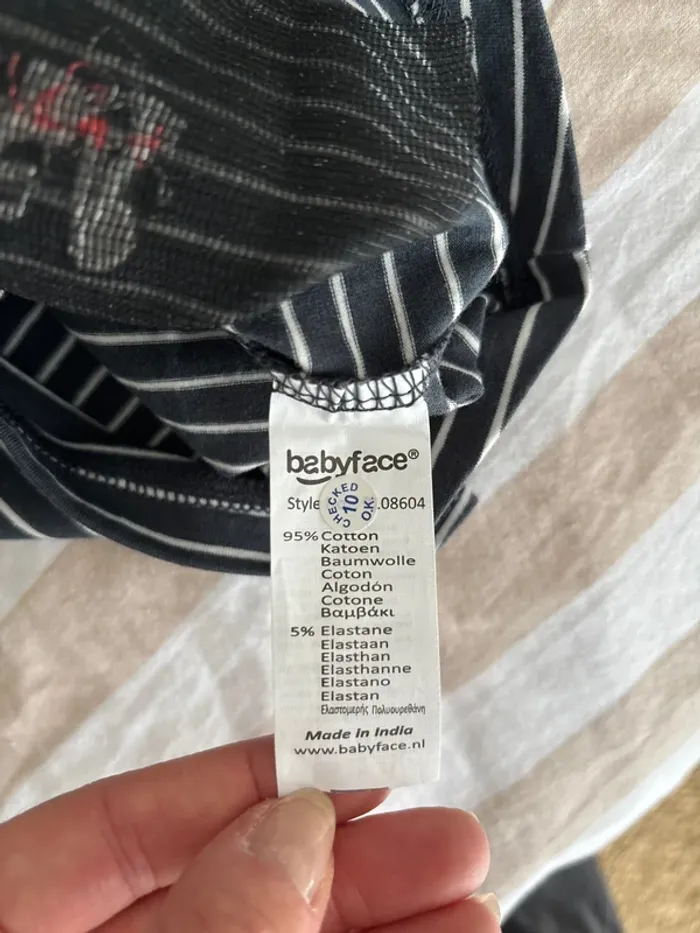 babyface®
Style .08604
CHECKED
10
O.K.
95% Cotton
Katoen
Baumwolle
Coton
Algodón
Cotone
Βαμβάκι
5% Elastane
Elastaan
Elasthan
Elasthanne
Elastano
Elastan
Ελαστομερής Πολυουρεθάνη
Made in India
www.babyface.nl